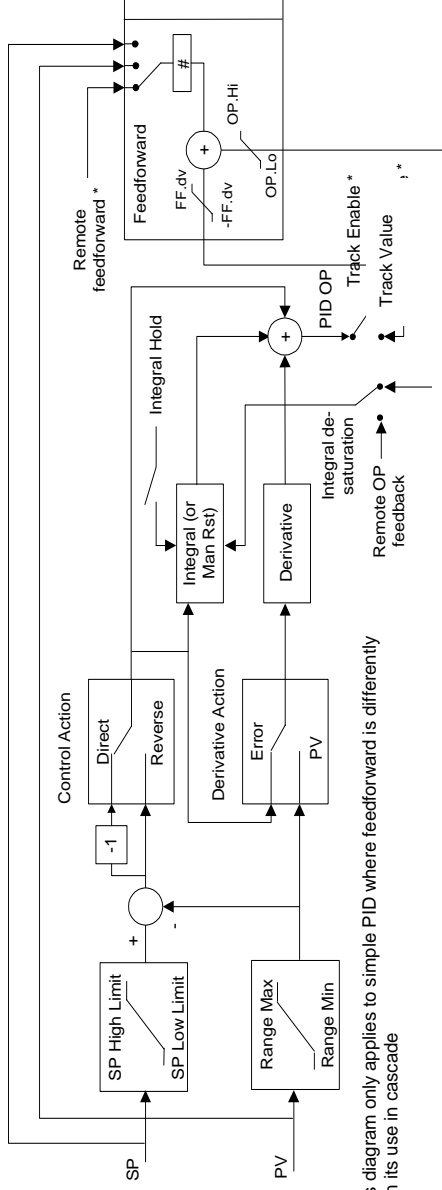 SP
PV
SP High Limit
SP Low Limit
Range Max
Range Min
+
-
-1
Control Action
Direct
Reverse
Derivative Action
Error
PV
Integral Hold
Integral (or
Man Rst)
Derivative
Integral de-
saturation
Remote OP
feedback
+
PID OP
Track Enable *
Track Value
*
Remote
feedforward *
Feedforward
#
FF.dv
-FF.dv
+
OP.Hi
OP.Lo
s diagram only applies to simple PID where feedforward is differently
its use in cascade